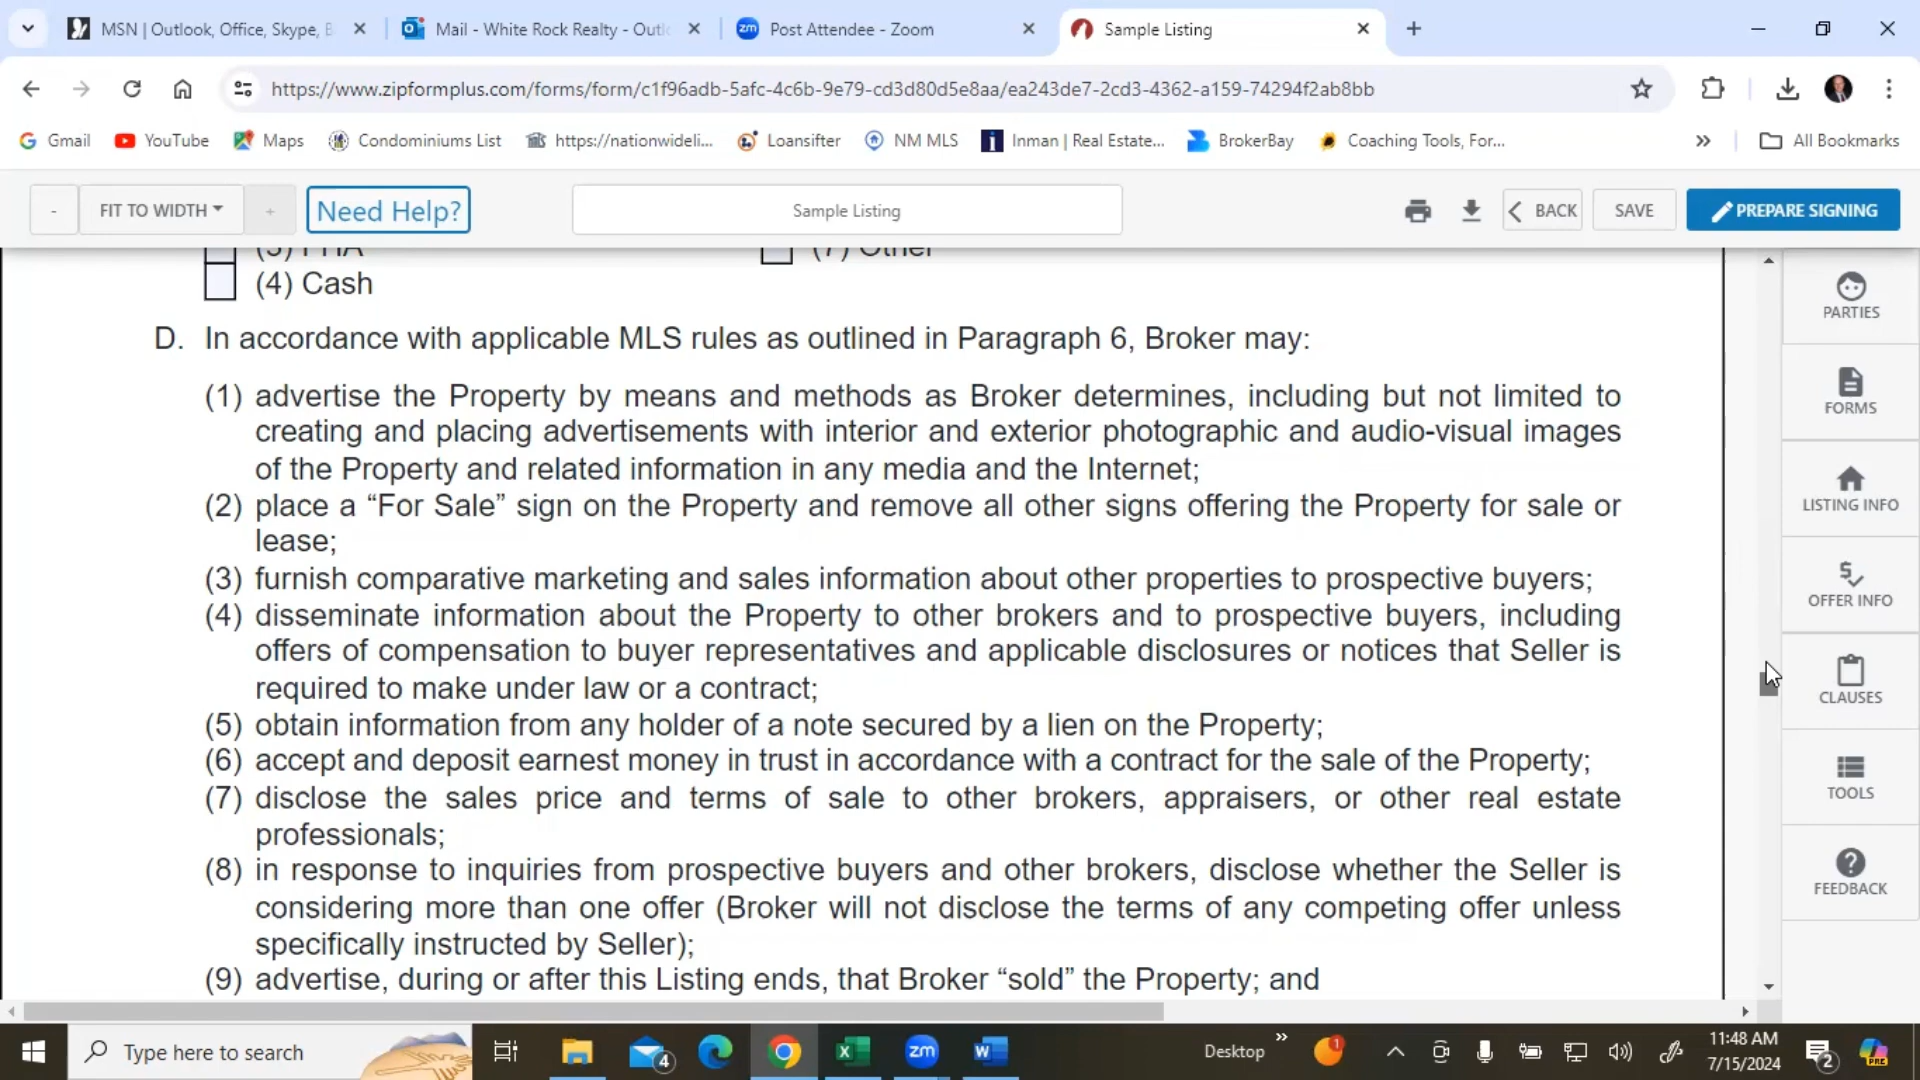 MSN | Outlook, Office, Skype, B
Mail - White Rock Realty - Outlo
zm Post Attendee - Zoom
Sample Listing
https://www.zipformplus.com/forms/form/c1f96adb-5afc-4c6b-9e79-cd3d80d5e8aa/ea243de7-2cd3-4362-a159-74294f2ab8bb
Gmail YouTube Maps Condominiums List https://nationwideli... Loansifter NM MLS Inman | Real Estate... BrokerBay Coaching Tools, For... » All Bookmarks
- FIT TO WIDTH + Need Help? Sample Listing BACK SAVE PREPARE SIGNING
(5) FHA (7) Other
(4) Cash
D. In accordance with applicable MLS rules as outlined in Paragraph 6, Broker may:
(1) advertise the Property by means and methods as Broker determines, including but not limited to
creating and placing advertisements with interior and exterior photographic and audio-visual images
of the Property and related information in any media and the Internet;
(2) place a “For Sale” sign on the Property and remove all other signs offering the Property for sale or
lease;
(3) furnish comparative marketing and sales information about other properties to prospective buyers;
(4) disseminate information about the Property to other brokers and to prospective buyers, including
offers of compensation to buyer representatives and applicable disclosures or notices that Seller is
required to make under law or a contract;
(5) obtain information from any holder of a note secured by a lien on the Property;
(6) accept and deposit earnest money in trust in accordance with a contract for the sale of the Property;
(7) disclose the sales price and terms of sale to other brokers, appraisers, or other real estate
professionals;
(8) in response to inquiries from prospective buyers and other brokers, disclose whether the Seller is
considering more than one offer (Broker will not disclose the terms of any competing offer unless
specifically instructed by Seller);
(9) advertise, during or after this Listing ends, that Broker “sold” the Property; and
PARTIES
FORMS
LISTING INFO
OFFER INFO
CLAUSES
TOOLS
FEEDBACK
Type here to search
4
zm
Desktop »
1
11:48 AM
7/15/2024
2
PRE